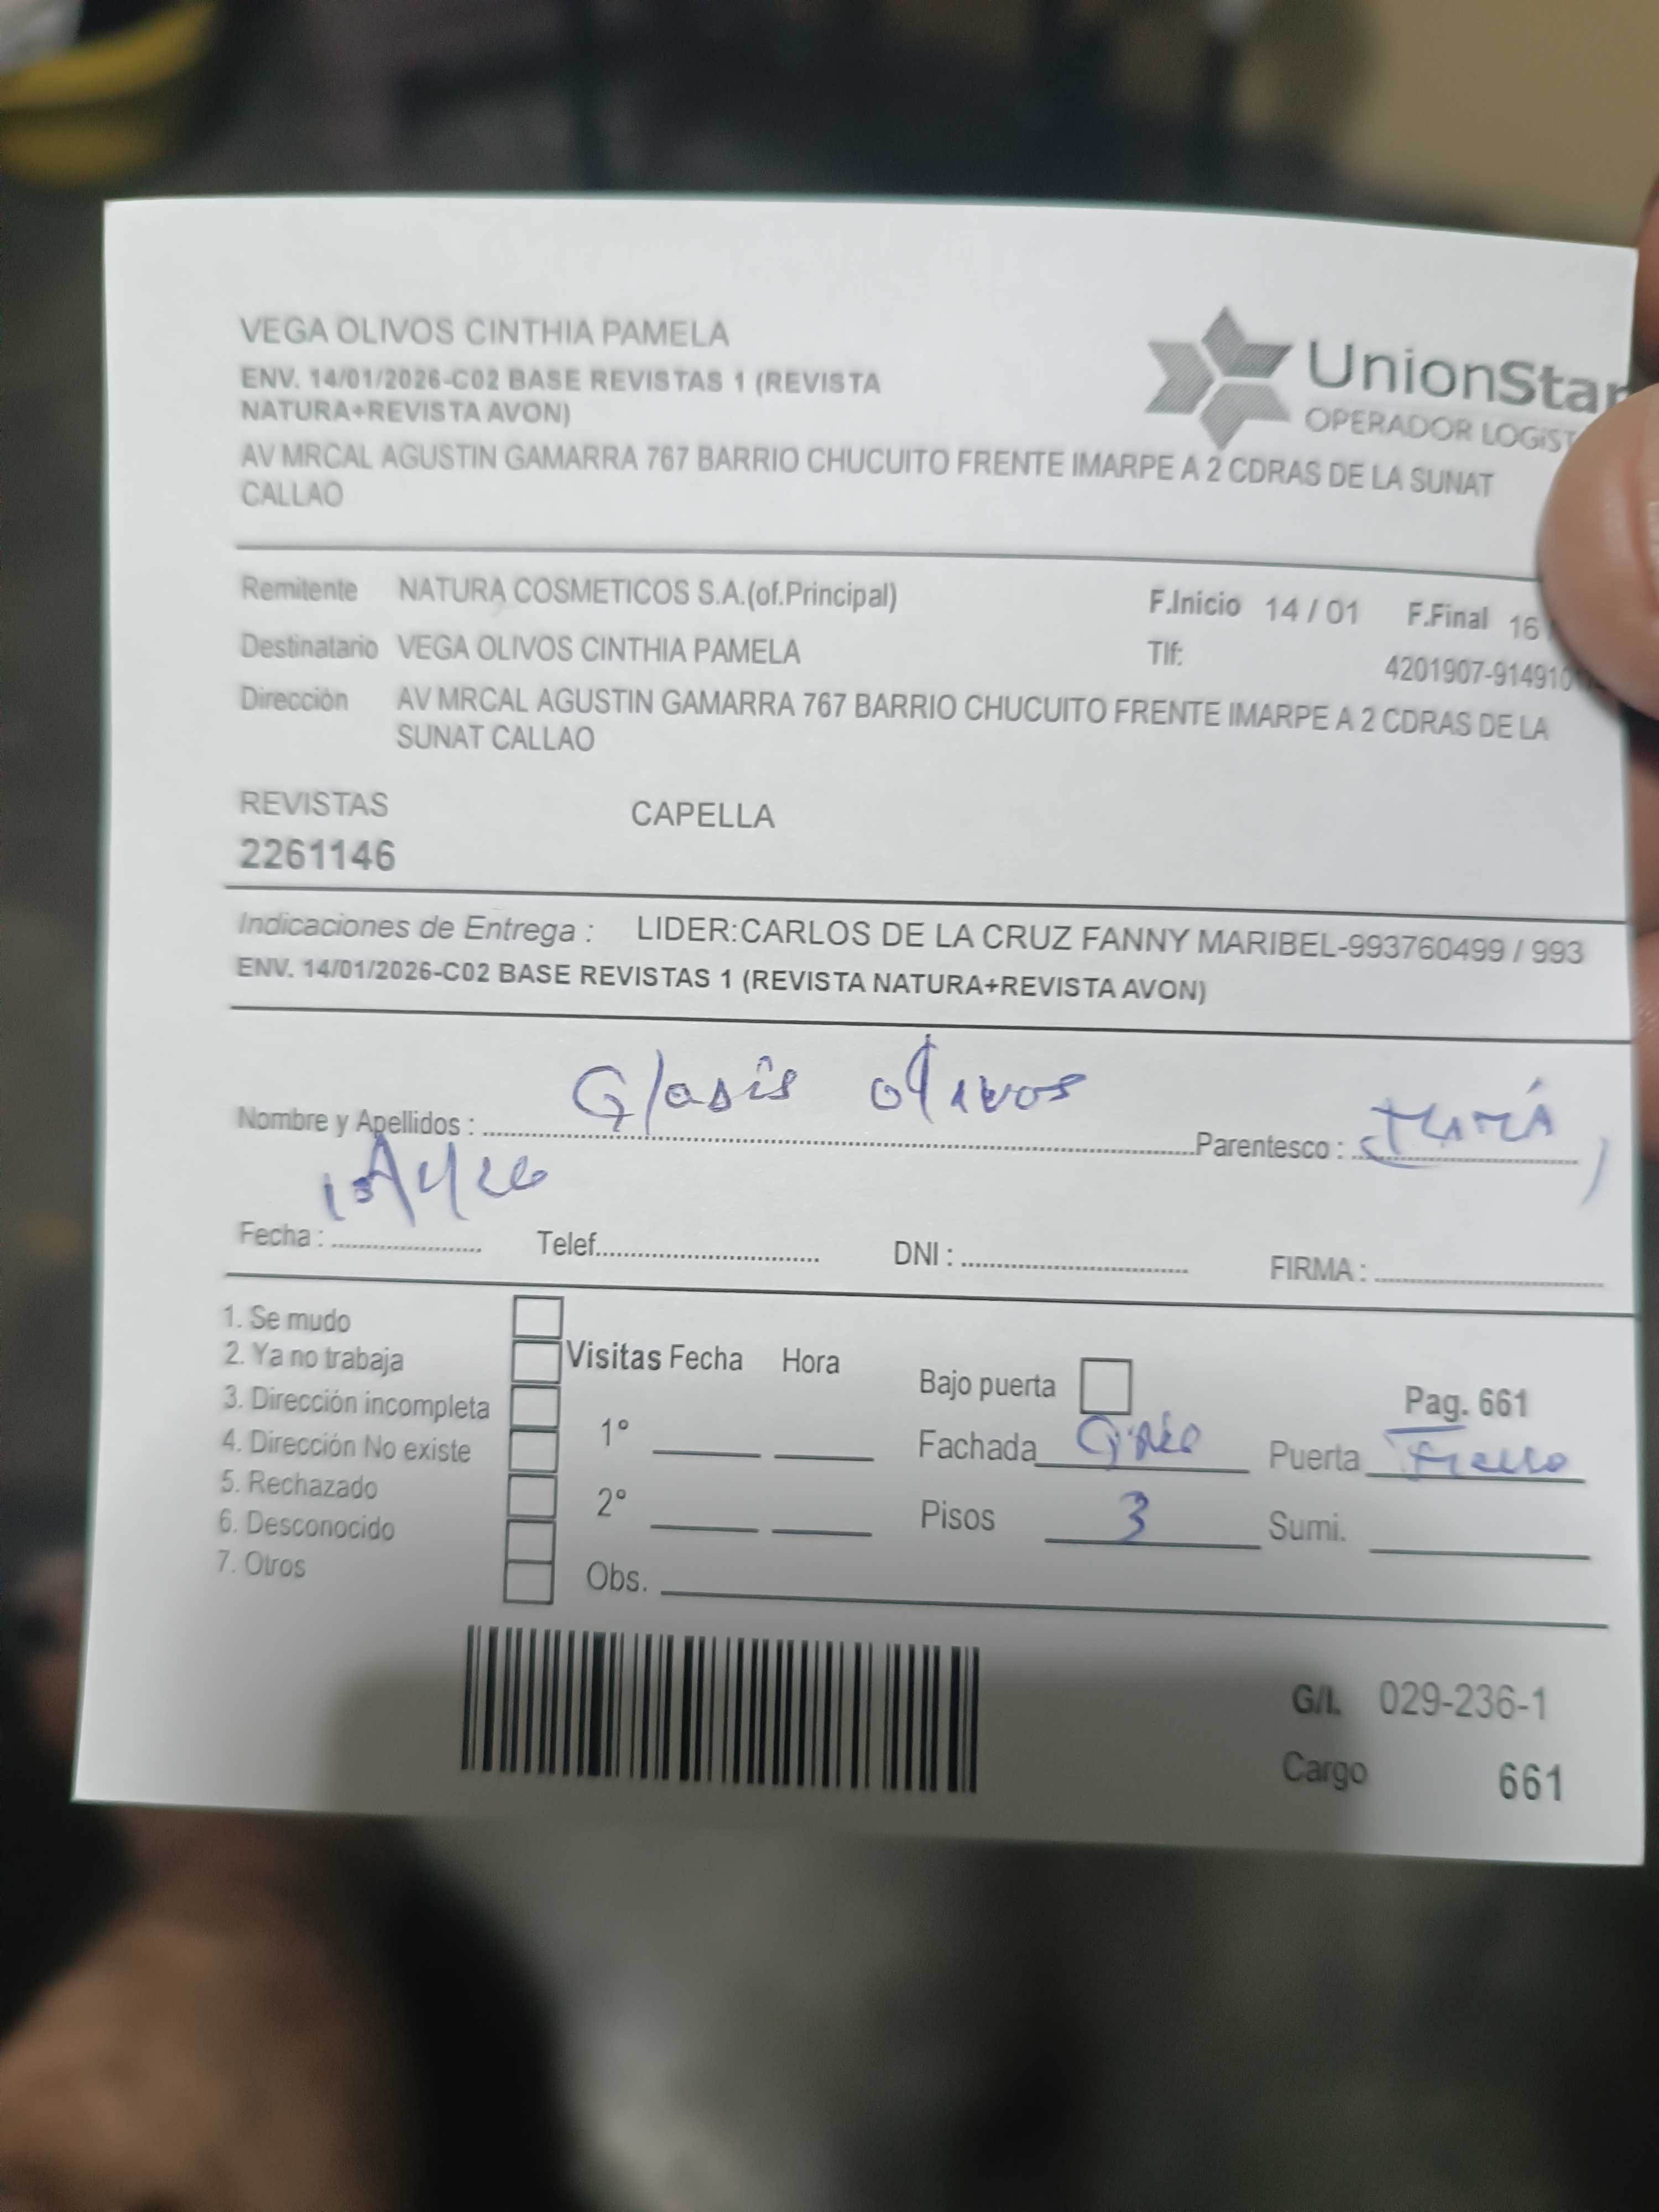 VEGA OLIVOS CINTHIA PAMELA
ENV. 14/01/2026-C02 BASE REVISTAS 1 (REVISTA
NATURA+REVISTA AVON)
AV MRCAL AGUSTIN GAMARRA 767 BARRIO CHUCUITO FRENTE IMARPE A 2 CDRAS DE LA SUNAT
CALLAO
UnionStar
OPERADOR LOGIST
Remitente NATURA COSMETICOS S.A.(of.Principal) F.Inicio 14 / 01 F.Final 16
Destinatario VEGA OLIVOS CINTHIA PAMELA Tlf: 4201907-914910
Dirección AV MRCAL AGUSTIN GAMARRA 767 BARRIO CHUCUITO FRENTE IMARPE A 2 CDRAS DE LA
SUNAT CALLAO
REVISTAS CAPELLA
2261146
Indicaciones de Entrega : LIDER:CARLOS DE LA CRUZ FANNY MARIBEL-993760499 / 993
ENV. 14/01/2026-C02 BASE REVISTAS 1 (REVISTA NATURA+REVISTA AVON)
Nombre y Apellidos : Glasis olivos Parentesco : Mamá
Fecha : Telef. DNI : FIRMA :
1. Se mudo
2. Ya no trabaja
3. Dirección incompleta
4. Dirección No existe
5. Rechazado
6. Desconocido
7. Otros
Visitas Fecha Hora
1°
2°
Obs.
Bajo puerta Pag. 661
Fachada Puerta
Pisos 3 Sumi.
G/I. 029-236-1
Cargo 661